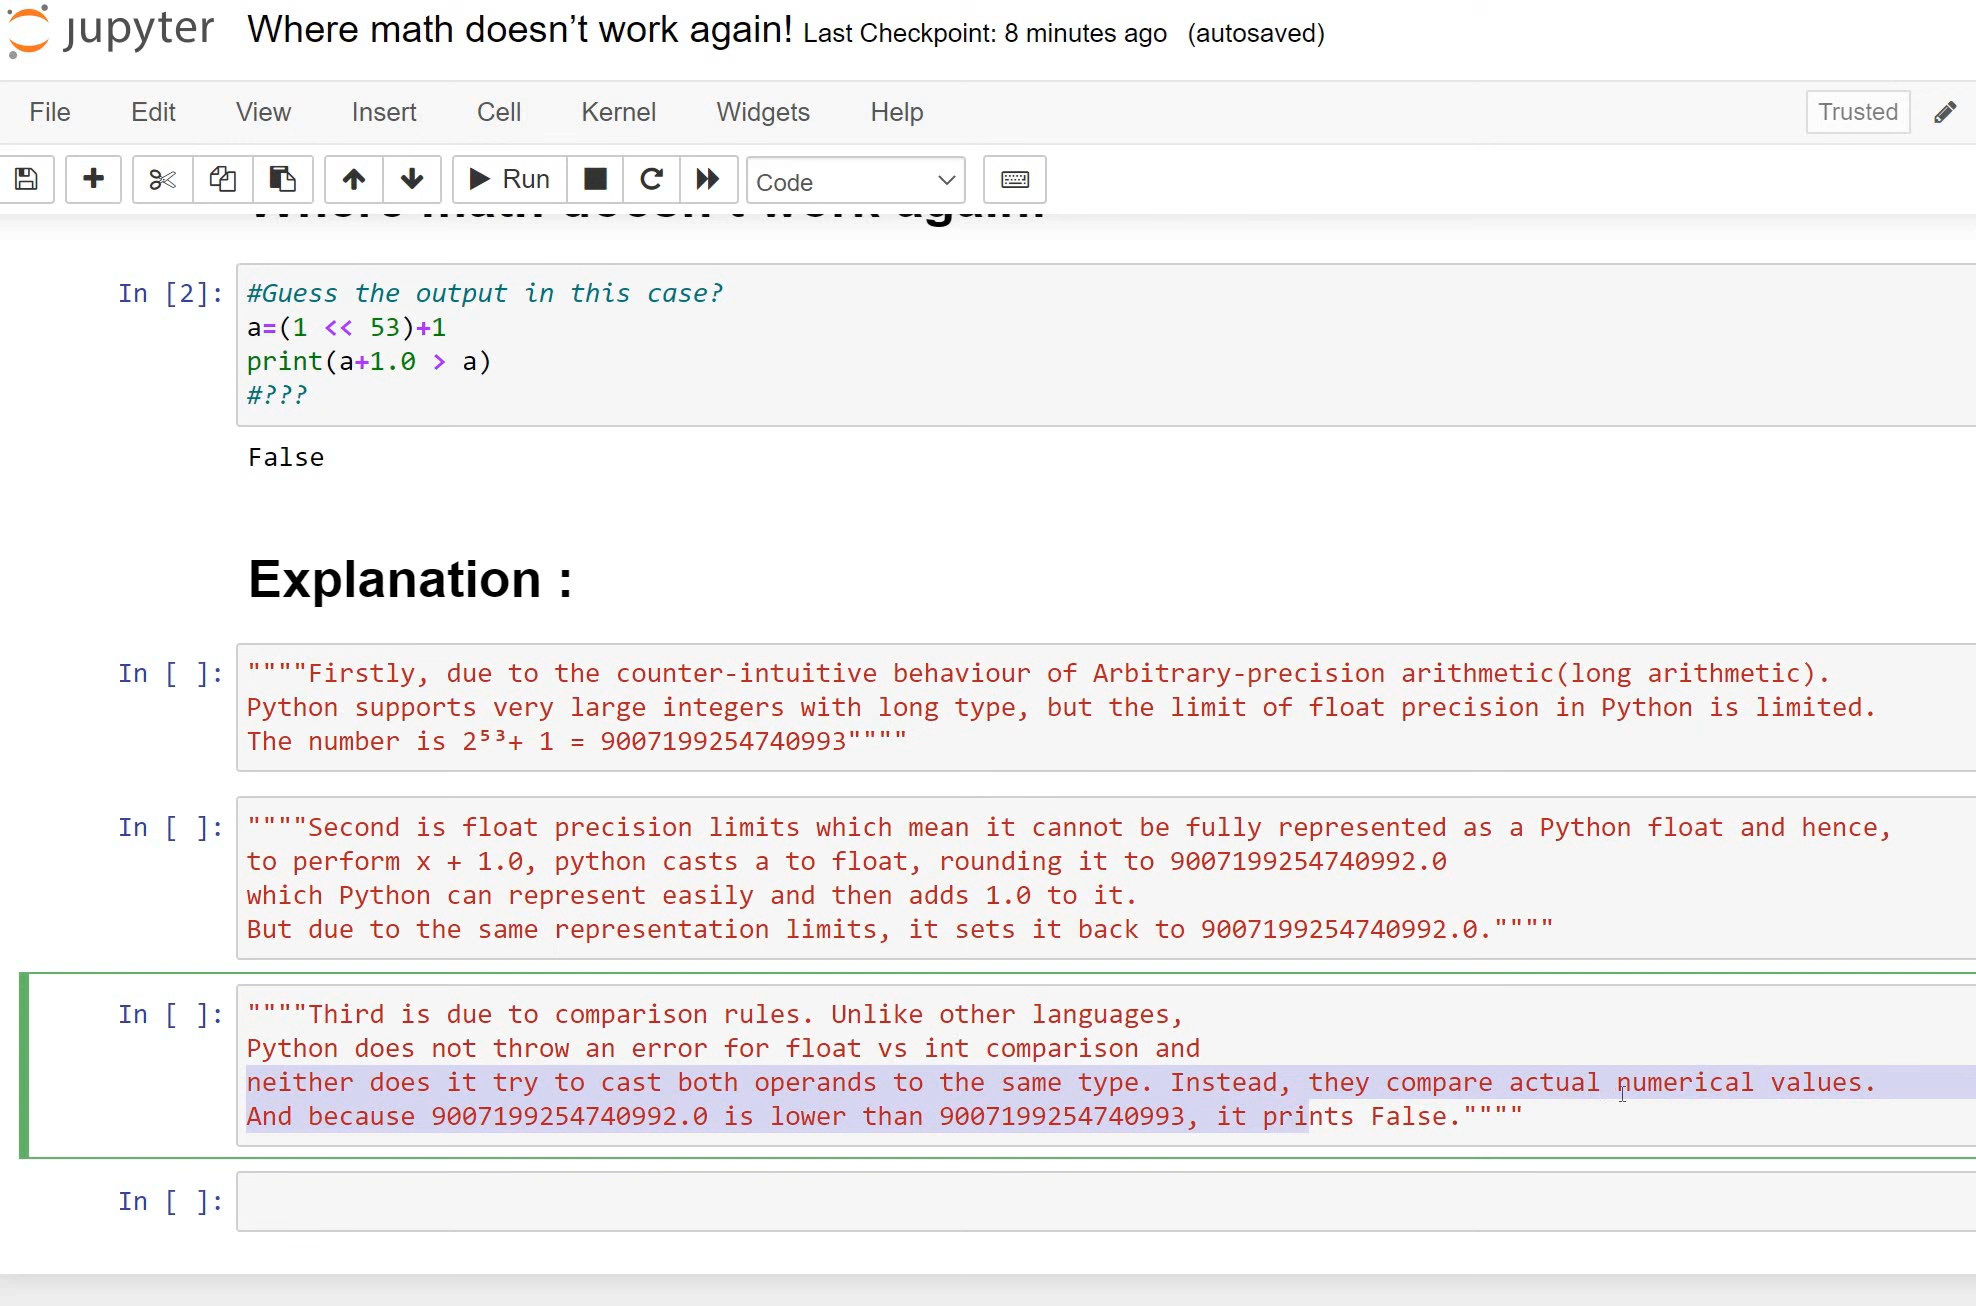 jupyter Where math doesn’t work again! Last Checkpoint: 8 minutes ago (autosaved)
File Edit View Insert Cell Kernel Widgets Help Trusted
Run Code
Where math doesn't work again!
In [2]: #Guess the output in this case?
a=(1 << 53)+1
print(a+1.0 > a)
#???
False
Explanation :
In [ ]: """"Firstly, due to the counter-intuitive behaviour of Arbitrary-precision arithmetic(long arithmetic).
Python supports very large integers with long type, but the limit of float precision in Python is limited.
The number is 2⁵³+ 1 = 9007199254740993""""
In [ ]: """"Second is float precision limits which mean it cannot be fully represented as a Python float and hence,
to perform x + 1.0, python casts a to float, rounding it to 9007199254740992.0
which Python can represent easily and then adds 1.0 to it.
But due to the same representation limits, it sets it back to 9007199254740992.0.""""
In [ ]: """"Third is due to comparison rules. Unlike other languages,
Python does not throw an error for float vs int comparison and
neither does it try to cast both operands to the same type. Instead, they compare actual numerical values.
And because 9007199254740992.0 is lower than 9007199254740993, it prints False.""""
In [ ]: